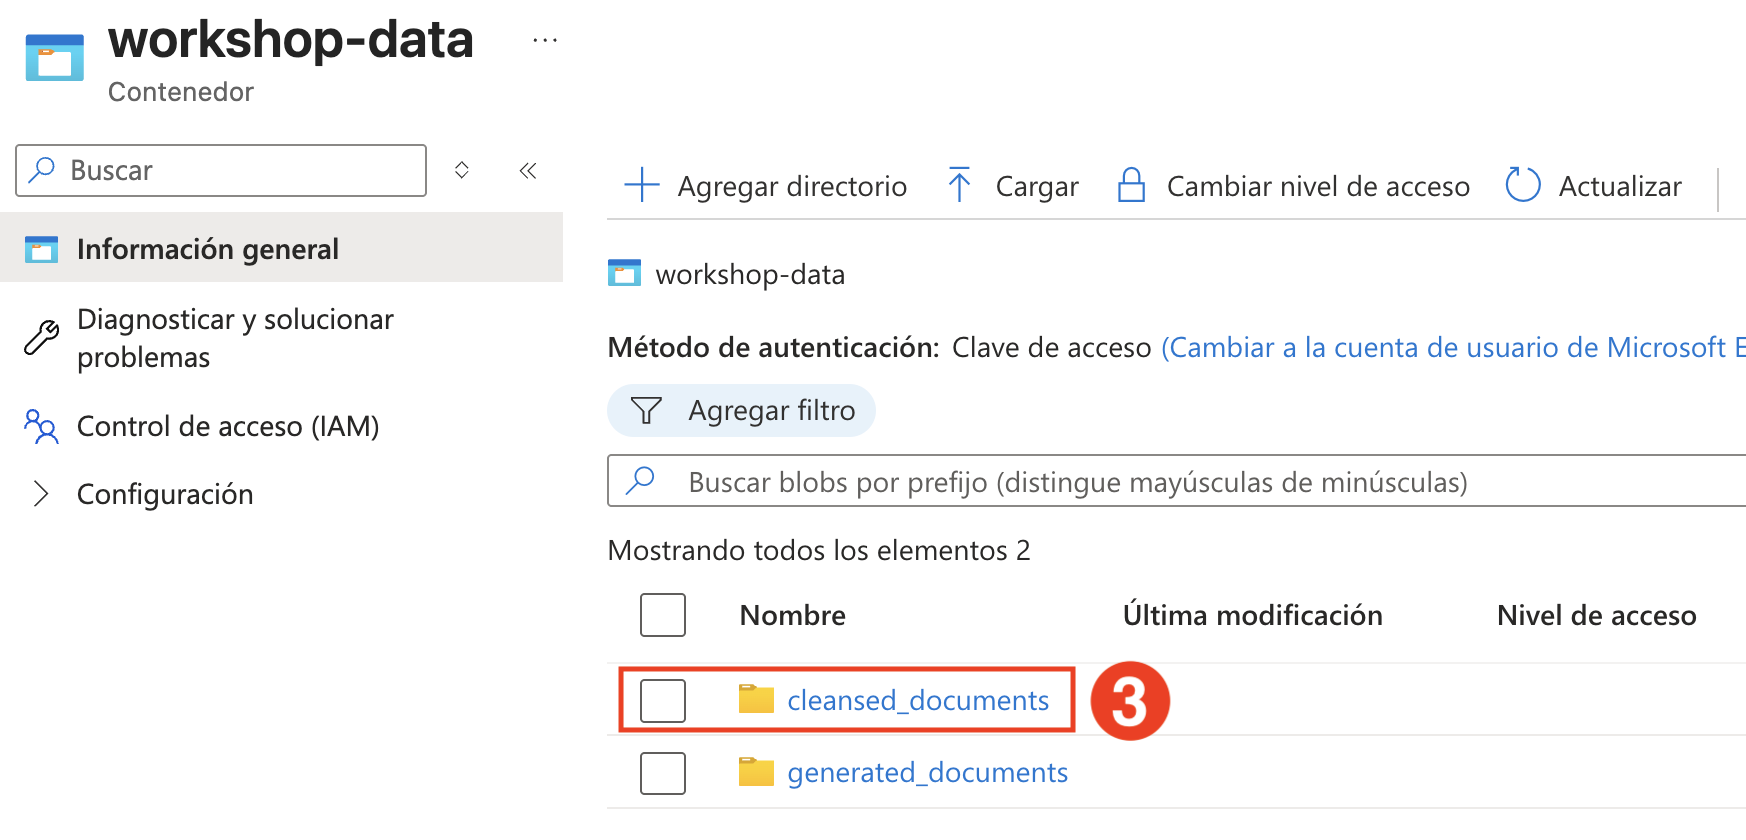 workshop-data
Contenedor
Buscar
Información general
Diagnosticar y solucionar
problemas
Control de acceso (IAM)
Configuración
Agregar directorio Cargar Cambiar nivel de acceso Actualizar
workshop-data
Método de autenticación: Clave de acceso (Cambiar a la cuenta de usuario de Microsoft E
Agregar filtro
Buscar blobs por prefijo (distingue mayúsculas de minúsculas)
Mostrando todos los elementos 2
Nombre Última modificación Nivel de acceso
cleansed_documents 3
generated_documents